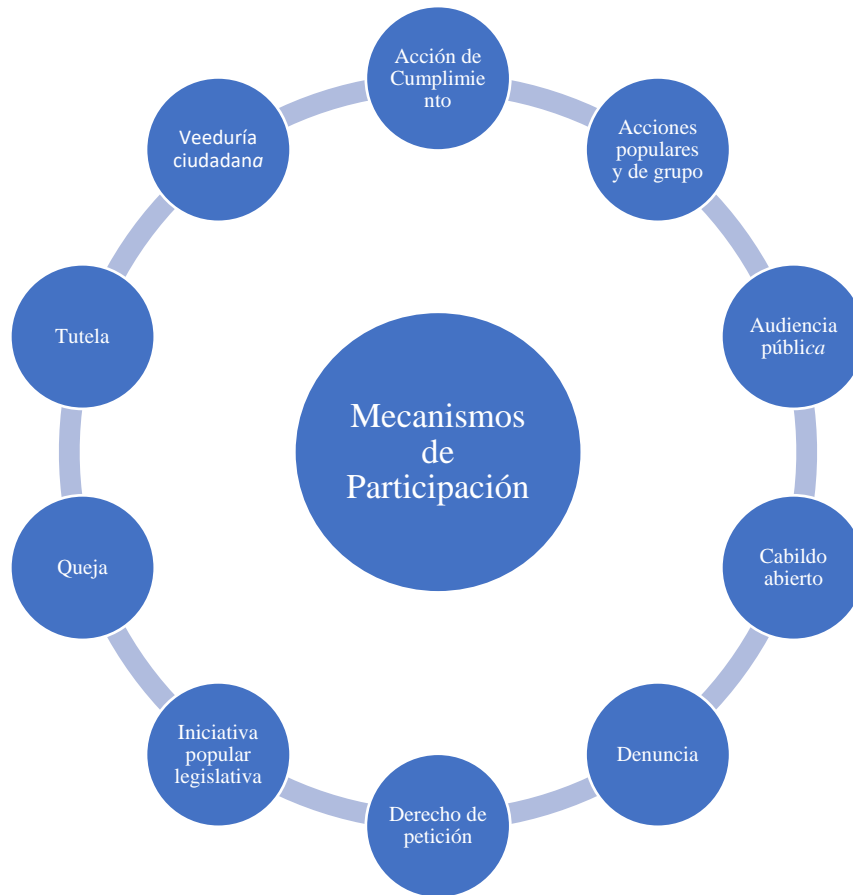 Acción de
Cumplimie
nto
Acciones
populares
y de grupo
Audiencia
pública
Cabildo
abierto
Denuncia
Derecho de
petición
Iniciativa
popular
legislativa
Queja
Tutela
Veeduría
ciudadana
Mecanismos
de
Participación